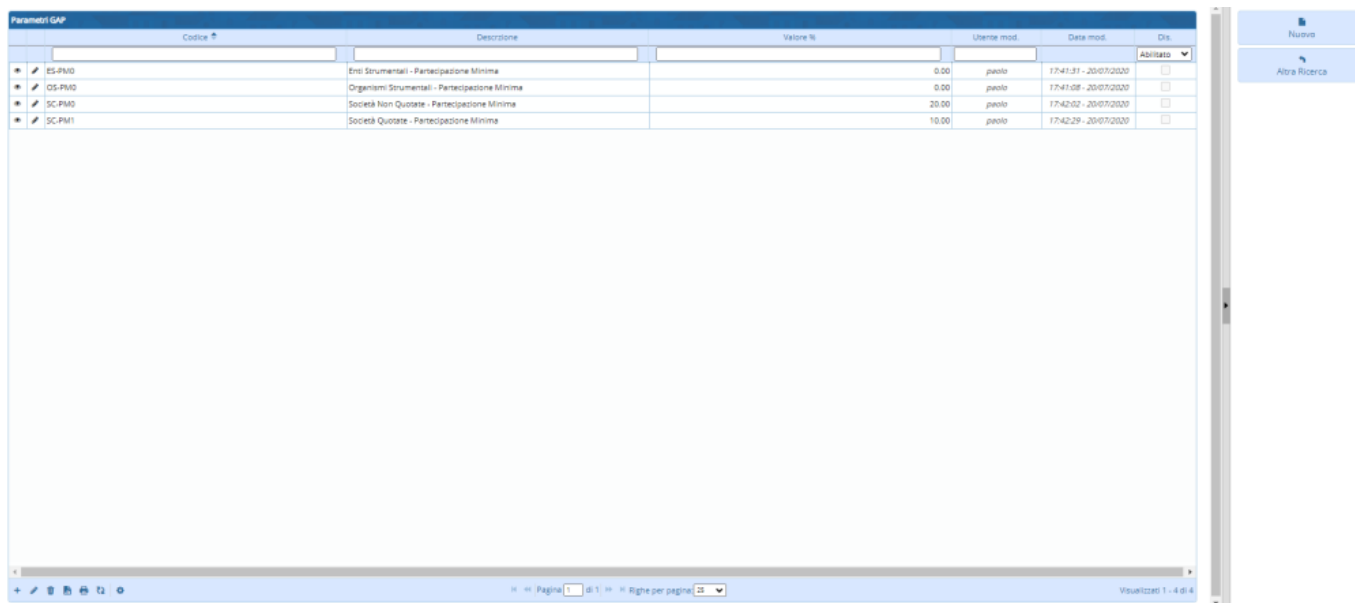 Parametri GAP
Codice Descrizione Valore % Utente mod. Data mod. Dis.
Abilitato
ES-PM0 Enti Strumentali - Partecipazione Minima 0.00 paolo 17:41:31 - 20/07/2020
OS-PM0 Organismi Strumentali - Partecipazione Minima 0.00 paolo 17:41:08 - 20/07/2020
SC-PM0 Società Non Quotate - Partecipazione Minima 20.00 paolo 17:42:02 - 20/07/2020
SC-PM1 Società Quotate - Partecipazione Minima 10.00 paolo 17:42:29 - 20/07/2020
Pagina 1 di 1 Righe per pagina 25 Visualizzati 1 - 4 di 4
Nuovo
Altra Ricerca